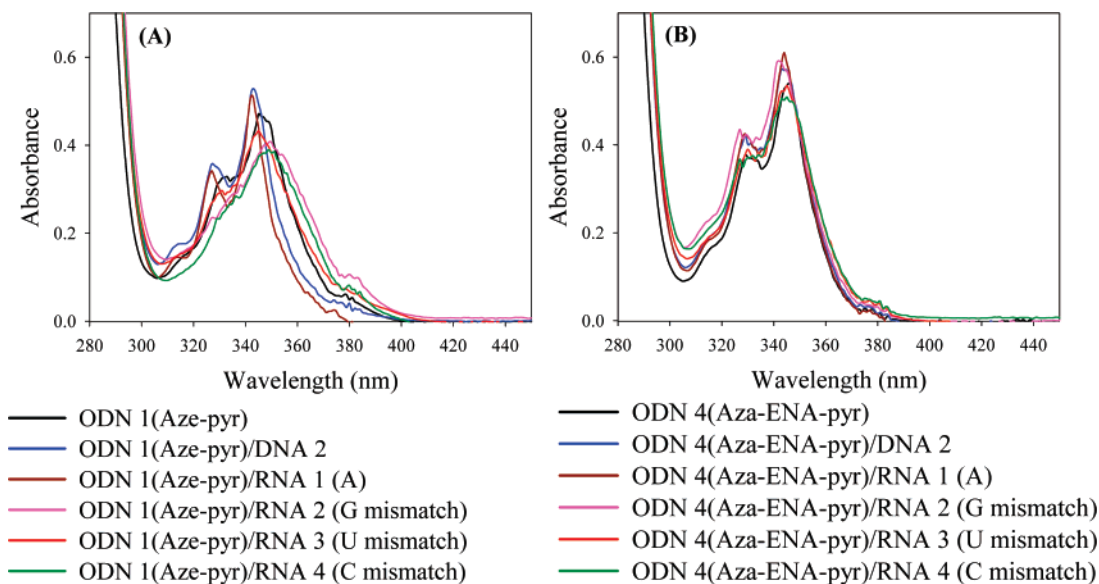 (A)
0.6
0.4
0.2
0.0
Absorbance
280 300 320 340 360 380 400 420 440
Wavelength (nm)
ODN 1(Aze-pyr)
ODN 1(Aze-pyr)/DNA 2
ODN 1(Aze-pyr)/RNA 1 (A)
ODN 1(Aze-pyr)/RNA 2 (G mismatch)
ODN 1(Aze-pyr)/RNA 3 (U mismatch)
ODN 1(Aze-pyr)/RNA 4 (C mismatch)
(B)
0.6
0.4
0.2
0.0
Absorbance
280 300 320 340 360 380 400 420 440
Wavelength (nm)
ODN 4(Aza-ENA-pyr)
ODN 4(Aza-ENA-pyr)/DNA 2
ODN 4(Aza-ENA-pyr)/RNA 1 (A)
ODN 4(Aza-ENA-pyr)/RNA 2 (G mismatch)
ODN 4(Aza-ENA-pyr)/RNA 3 (U mismatch)
ODN 4(Aza-ENA-pyr)/RNA 4 (C mismatch)